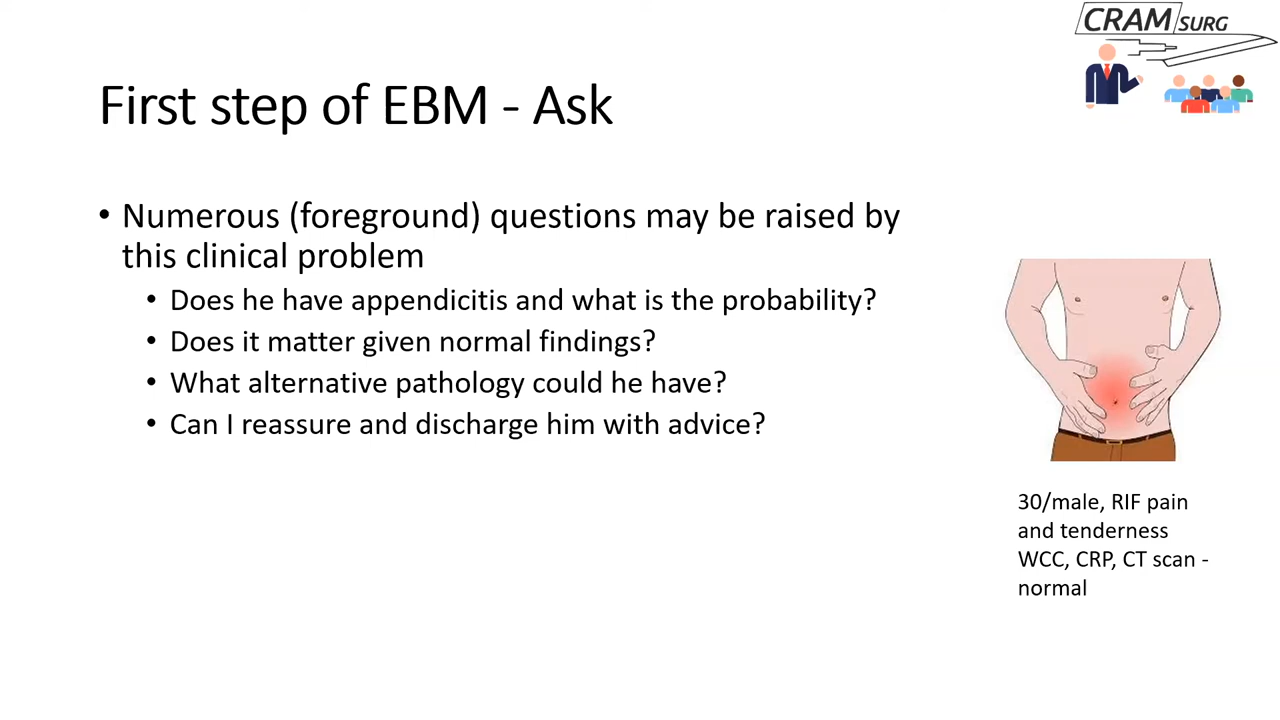 CRAM SURG
First step of EBM - Ask
• Numerous (foreground) questions may be raised by
this clinical problem
• Does he have appendicitis and what is the probability?
• Does it matter given normal findings?
• What alternative pathology could he have?
• Can I reassure and discharge him with advice?
30/male, RIF pain
and tenderness
WCC, CRP, CT scan -
normal